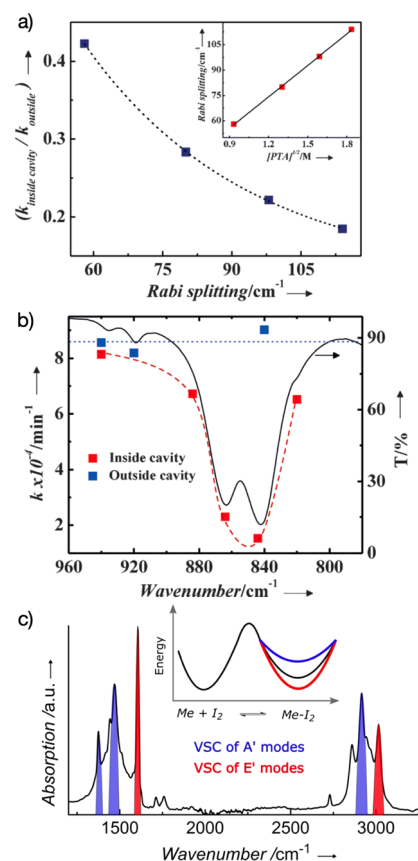 a)
0.4
0.3
0.2
(k_inside cavity / k_outside)
60
75
90
105
Rabi splitting/cm⁻¹
Rabi splitting/cm⁻¹
115
105
90
75
60
0.9
1.2
1.5
1.8
[PTA]^1/2/M
b)
8
6
4
2
k x10⁻⁴/min⁻¹
90
60
30
0
T/%
Inside cavity
Outside cavity
960
920
880
840
800
Wavenumber/cm⁻¹
c)
Energy
Me + I₂ ⇌ Me-I₂
VSC of A' modes
VSC of E' modes
Absorption /a.u.
1500
2000
2500
3000
Wavenumber /cm⁻¹